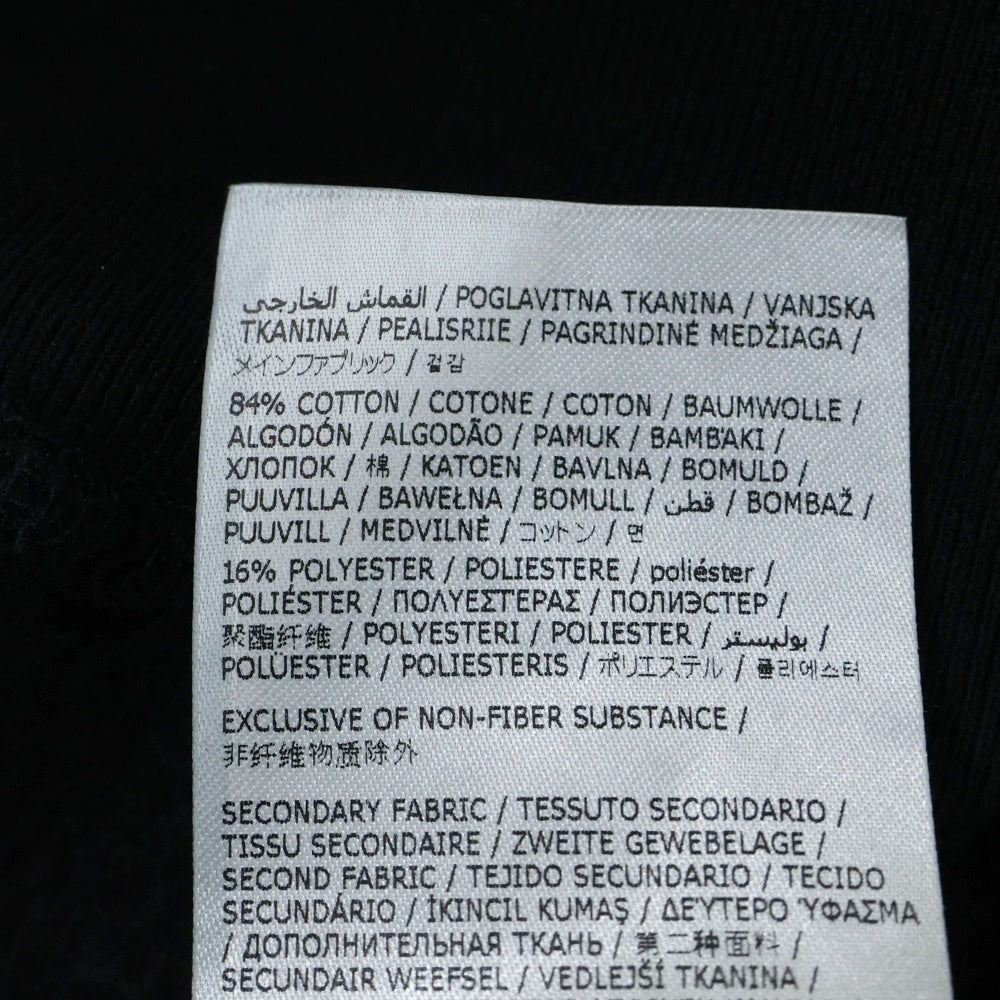 القماش الخارجي / POGLAVITNA TKANINA / VANJSKA
TKANINA / PEALISRIIE / PAGRINDINĖ MEDŽIAGA /
メインファブリック / 겉감
84% COTTON / COTONE / COTON / BAUMWOLLE /
ALGODÓN / ALGODÃO / PAMUK / BAMBAKI /
ХЛОПОК / 棉 / KATOEN / BAVLNA / BOMULD /
PUUVILLA / BAWEŁNA / BOMULL / قطن / BOMBAŽ /
PUUVILL / MEDVILNĖ / コットン / 면
16% POLYESTER / POLIESTERE / poliéster /
POLIÉSTER / ΠΟΛΥΕΣΤΕΡΑΣ / ПОЛИЭСТЕР /
聚酯纤维 / POLYESTERI / POLIESTER / بوليستر /
POLÜESTER / POLIESTERIS / ポリエステル / 폴리에스터
EXCLUSIVE OF NON-FIBER SUBSTANCE /
非纤维物质除外
SECONDARY FABRIC / TESSUTO SECONDARIO /
TISSU SECONDAIRE / ZWEITE GEWEBELAGE /
SECOND FABRIC / TEJIDO SECUNDARIO / TECIDO
SECUNDÁRIO / İKINCIL KUMAŞ / ΔΕΎΤΕΡΟ ΎΦΑΣΜΑ
/ ДОПОЛНИТЕЛЬНАЯ ТКАНЬ / 第二种面料 /
SECUNDAIR WEEFSEL / VEDLEJŠÍ TKANINA /